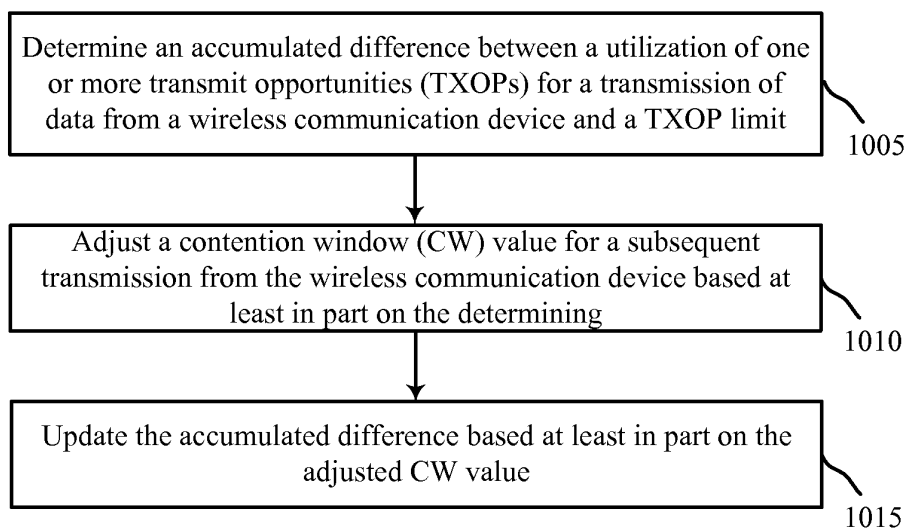 Determine an accumulated difference between a utilization of one
or more transmit opportunities (TXOPs) for a transmission of
data from a wireless communication device and a TXOP limit
1005
Adjust a contention window (CW) value for a subsequent
transmission from the wireless communication device based at
least in part on the determining
1010
Update the accumulated difference based at least in part on the
adjusted CW value
1015